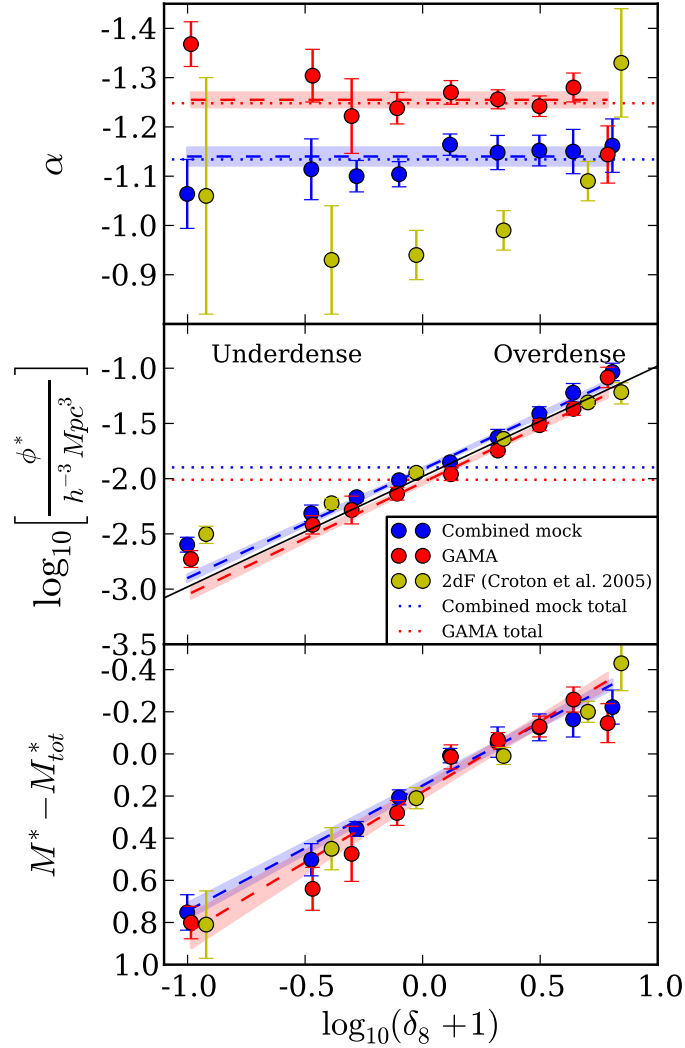 -1.4
-1.3
-1.2
-1.1
-1.0
-0.9
α
Underdense
Overdense
-1.0
-1.5
-2.0
-2.5
-3.0
-3.5
log₁₀[ϕ* / h⁻³ Mpc³]
Combined mock
GAMA
2dF (Croton et al. 2005)
Combined mock total
GAMA total
-0.4
-0.2
0.0
0.2
0.4
0.6
0.8
1.0
M* − M*ₜₒₜ
-1.0 -0.5 0.0 0.5 1.0
log₁₀(δ₈ +1)